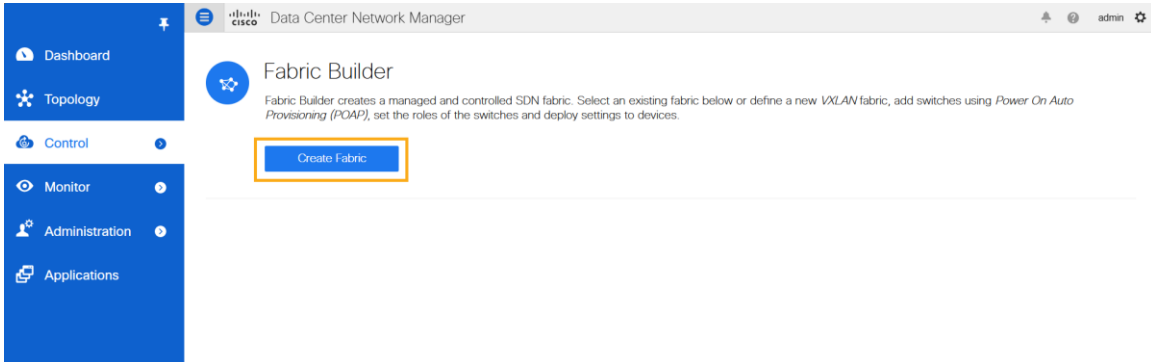 cisco Data Center Network Manager
admin
Dashboard
Topology
Control
Monitor
Administration
Applications
Fabric Builder
Fabric Builder creates a managed and controlled SDN fabric. Select an existing fabric below or define a new VXLAN fabric, add switches using Power On Auto
Provisioning (POAP), set the roles of the switches and deploy settings to devices.
Create Fabric